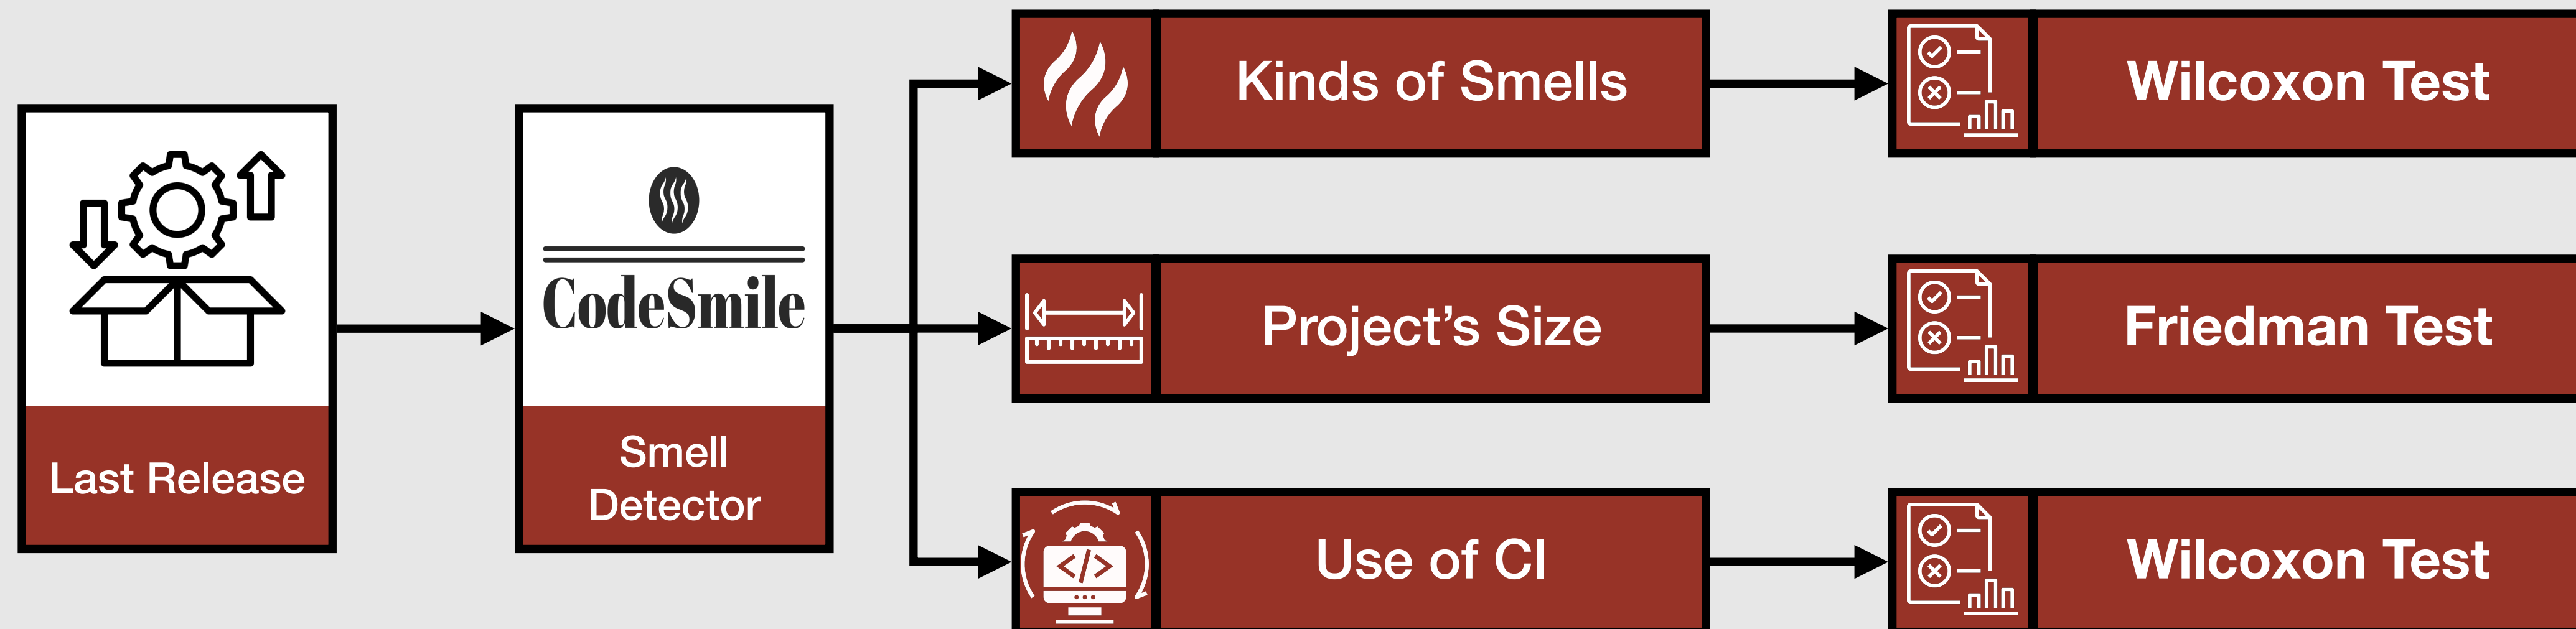 Last Release
CodeSmile
Smell
Detector
Kinds of Smells
Wilcoxon Test
Project’s Size
Friedman Test
Use of CI
Wilcoxon Test